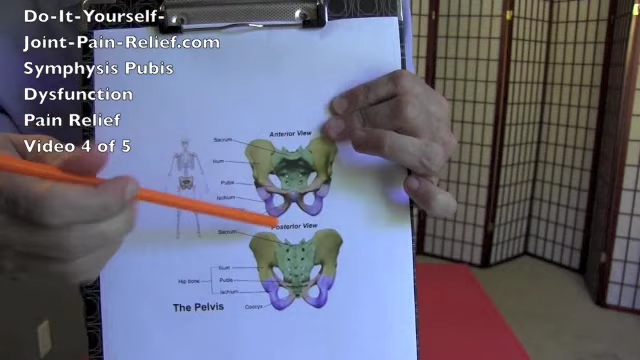 Do-It-Yourself-
Joint-Pain-Relief.com
Symphysis Pubis
Dysfunction
Pain Relief
Video 4 of 5
Anterior View
Sacrum
Ilium
Pubis
Ischium
Posterior View
Sacrum
Ilium
Hip bone
Pubis
Ischium
Coccyx
The Pelvis